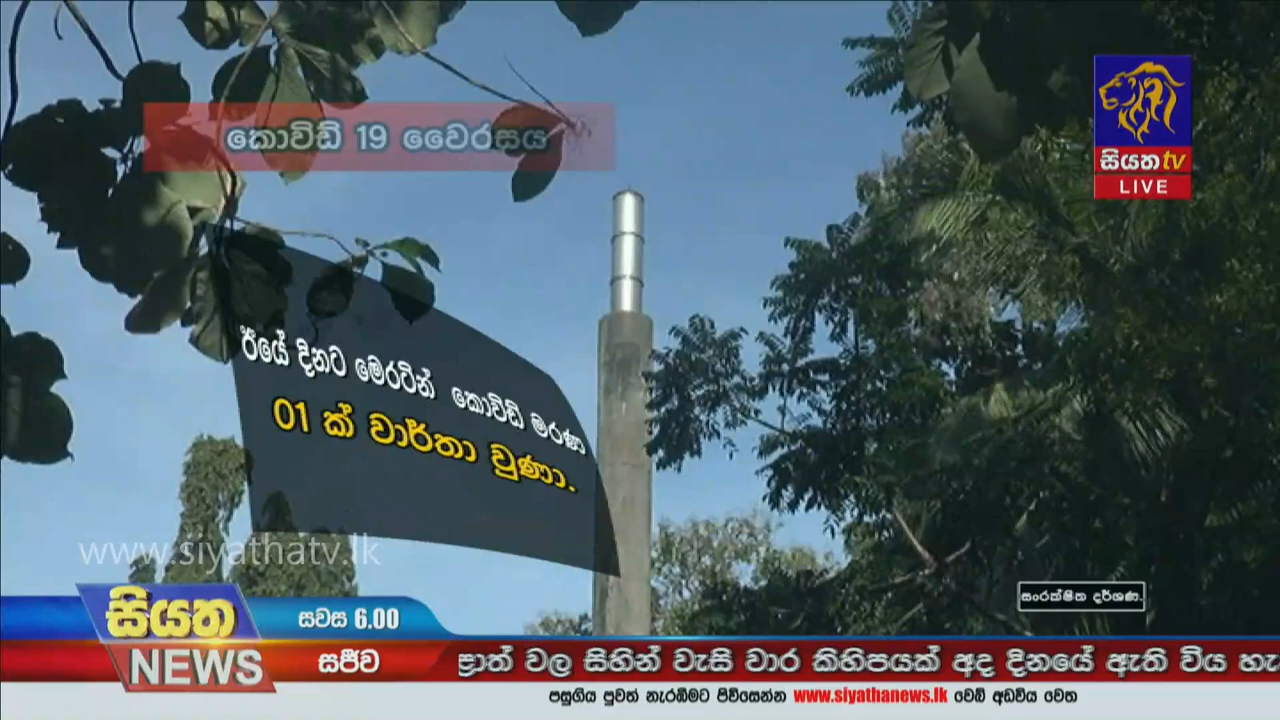 කොවිඩ් 19 වෛරසය
සියත tv
LIVE
ඊයේ දිනට මෙරටින් කොවිඩ් මරණ
01 ක් වාර්තා වුණා.
www.siyathatv.lk
සංරක්ෂිත දර්ශණ.
සියත
NEWS
සවස 6.00
සජීව
ප්‍රාත් වල සිහින් වැසි වාර කිහිපයක් අද දිනයේ ඇති විය හැ
පසුගිය පුවත් නැරඹීමට පිවිසෙන්න www.siyathanews.lk වෙබ් අඩවිය වෙත